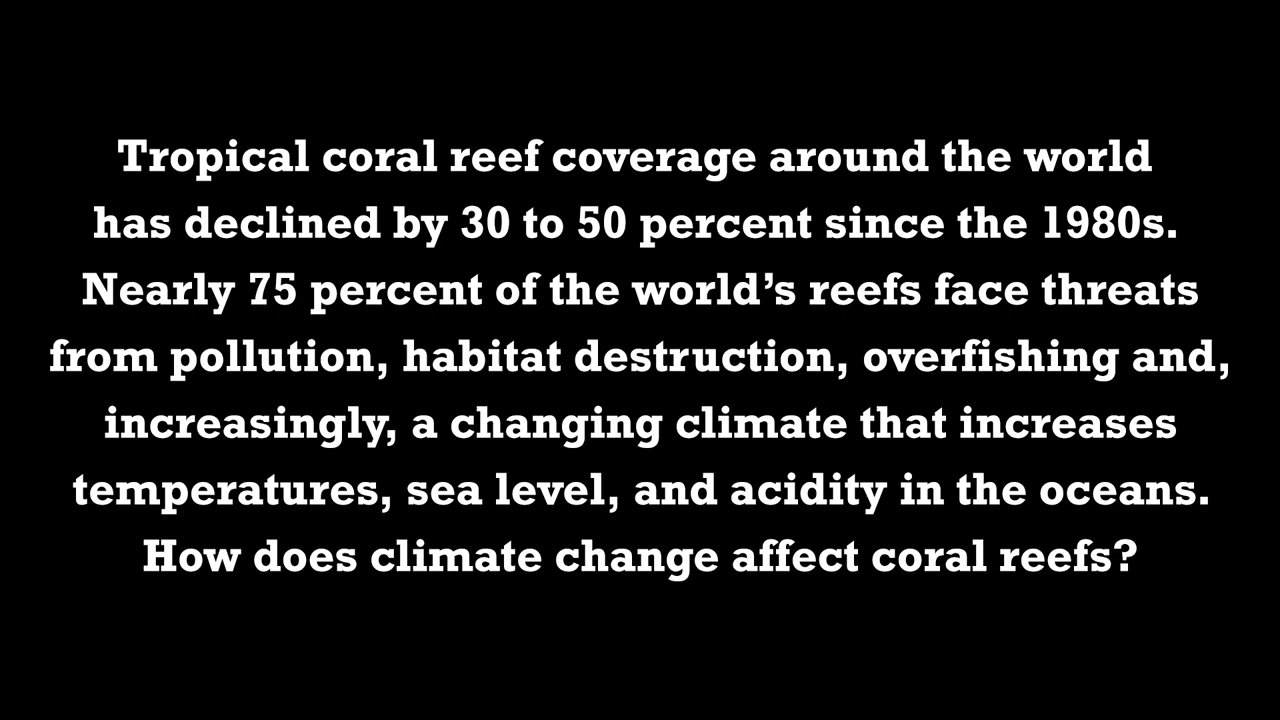 Tropical coral reef coverage around the world
has declined by 30 to 50 percent since the 1980s.
Nearly 75 percent of the world’s reefs face threats
from pollution, habitat destruction, overfishing and,
increasingly, a changing climate that increases
temperatures, sea level, and acidity in the oceans.
How does climate change affect coral reefs?